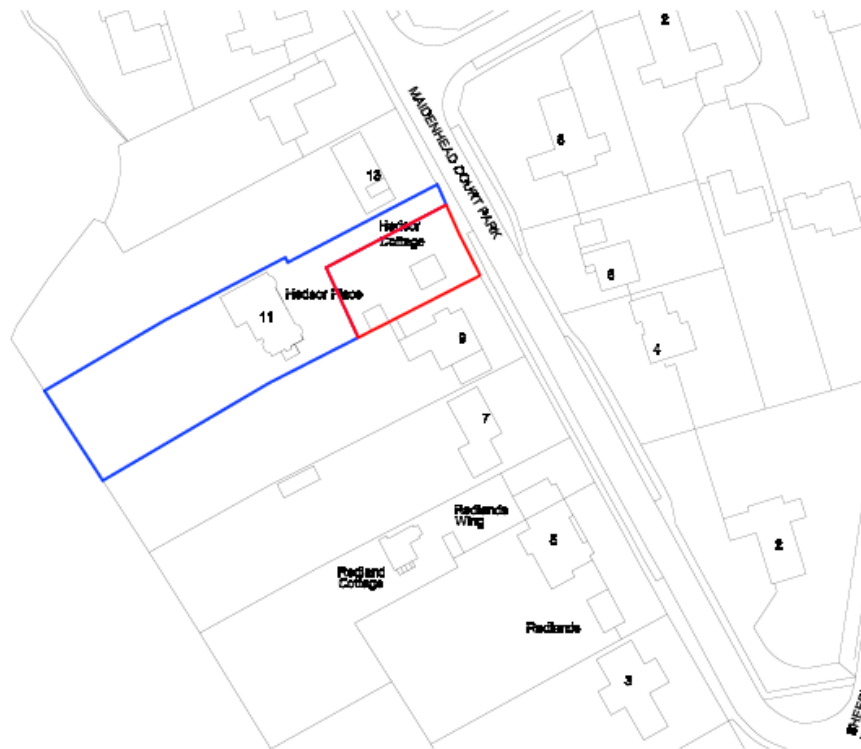 2
MAIDENHEAD COURT PARK
8
13
Hedsor
Cottage
6
Hedsor Place
11
9
4
7
Redlands
Wing
5
2
Redland
Cottage
Redlands
3